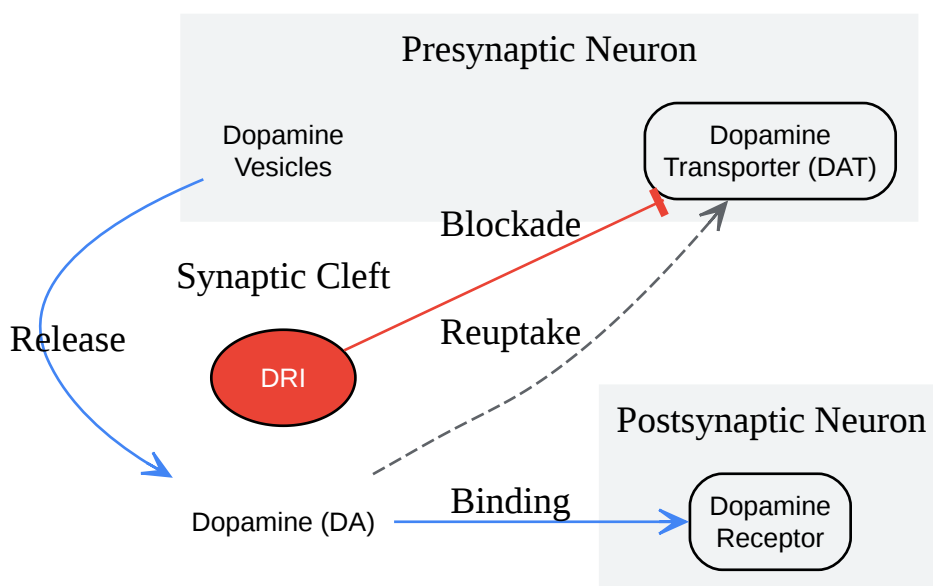 Presynaptic Neuron
Dopamine
Vesicles
Dopamine
Transporter (DAT)
Blockade
Synaptic Cleft
Release
Reuptake
DRI
Postsynaptic Neuron
Binding
Dopamine (DA)
Dopamine
Receptor